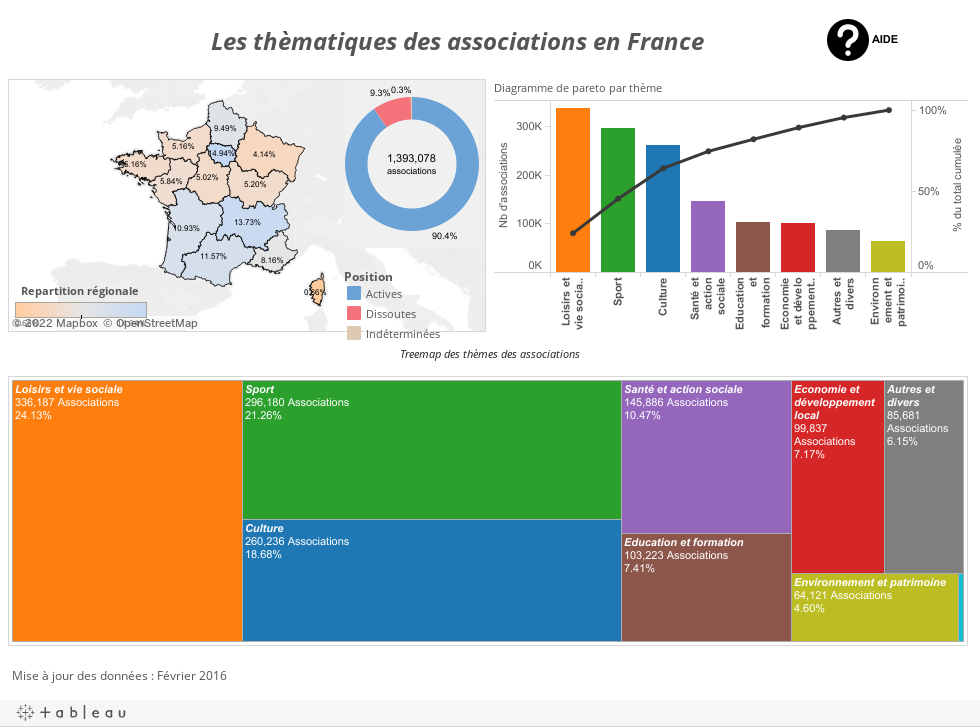 Les thèmatiques des associations en France
AIDE
9.49%
5.16%
14.94%
4.14%
5.16%
5.84%
5.02%
5.20%
10.93%
13.73%
11.57%
8.16%
9.3%
0.3%
1,393,078
associations
90.4%
Repartition régionale
© 2022 Mapbox © OpenStreetMap
Position
Actives
Dissoutes
Indéterminées
Diagramme de pareto par thème
Nb d'associations
300K
200K
100K
0K
100%
50%
0%
% du total cumulée
Loisirs et
vie socia..
Sport
Culture
Santé et
action
sociale
Education
et
formation
Economie
et dévelo
ppement..
Autres et
divers
Environn
ement et
patrimoi..
Treemap des thèmes des associations
Loisirs et vie sociale
336,187 Associations
24.13%
Sport
296,180 Associations
21.26%
Culture
260,236 Associations
18.68%
Santé et action sociale
145,886 Associations
10.47%
Education et formation
103,223 Associations
7.41%
Economie et
développement
local
99,837
Associations
7.17%
Autres et
divers
85,681
Associations
6.15%
Environnement et patrimoine
64,121 Associations
4.60%
Mise à jour des données : Février 2016
+ableau